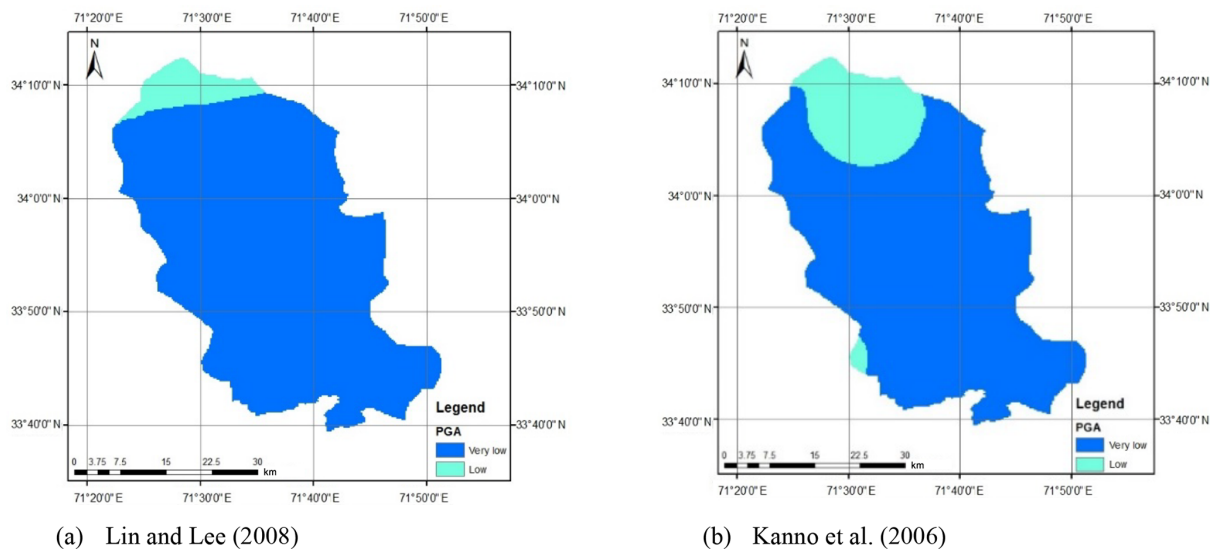 71°20'0"E 71°30'0"E 71°40'0"E 71°50'0"E
N
34°10'0"N 34°10'0"N
34°0'0"N 34°0'0"N
33°50'0"N 33°50'0"N
33°40'0"N 33°40'0"N
Legend
PGA
Very low
Low
0 3.75 7.5 15 22.5 30
km
71°20'0"E 71°30'0"E 71°40'0"E 71°50'0"E
(a) Lin and Lee (2008)
71°20'0"E 71°30'0"E 71°40'0"E 71°50'0"E
N
34°10'0"N 34°10'0"N
34°0'0"N 34°0'0"N
33°50'0"N 33°50'0"N
33°40'0"N 33°40'0"N
Legend
PGA
Very low
Low
0 3.75 7.5 15 22.5 30
km
71°20'0"E 71°30'0"E 71°40'0"E 71°50'0"E
(b) Kanno et al. (2006)